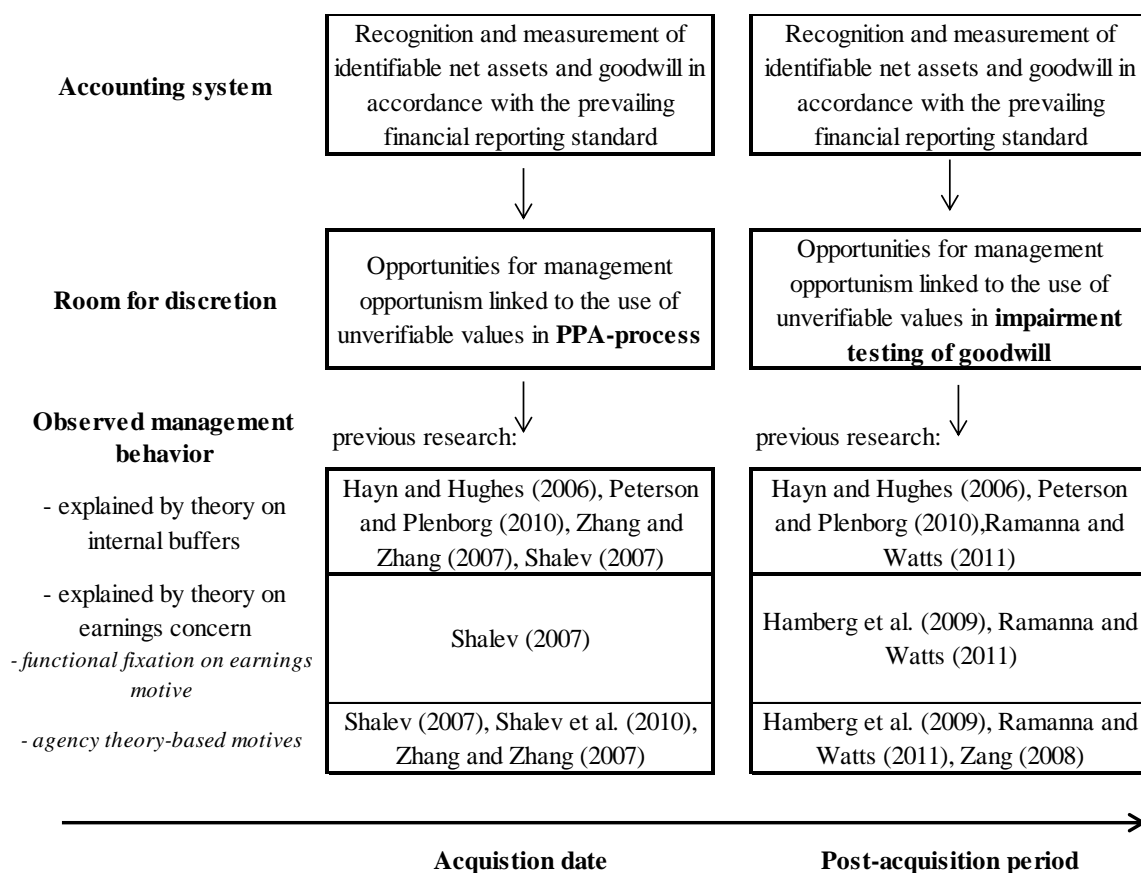 Accounting system
Recognition and measurement of
identifiable net assets and goodwill in
accordance with the prevailing
financial reporting standard
Recognition and measurement of
identifiable net assets and goodwill in
accordance with the prevailing
financial reporting standard
Room for discretion
Opportunities for management
opportunism linked to the use of
unverifiable values in PPA-process
Opportunities for management
opportunism linked to the use of
unverifiable values in impairment
testing of goodwill
Observed management
behavior
previous research:
previous research:
- explained by theory on
internal buffers
Hayn and Hughes (2006), Peterson
and Plenborg (2010), Zhang and
Zhang (2007), Shalev (2007)
Hayn and Hughes (2006), Peterson
and Plenborg (2010),Ramanna and
Watts (2011)
- explained by theory on
earnings concern
- functional fixation on earnings
motive
Shalev (2007)
Hamberg et al. (2009), Ramanna and
Watts (2011)
- agency theory-based motives
Shalev (2007), Shalev et al. (2010),
Zhang and Zhang (2007)
Hamberg et al. (2009), Ramanna and
Watts (2011), Zang (2008)
Acquistion date
Post-acquisition period